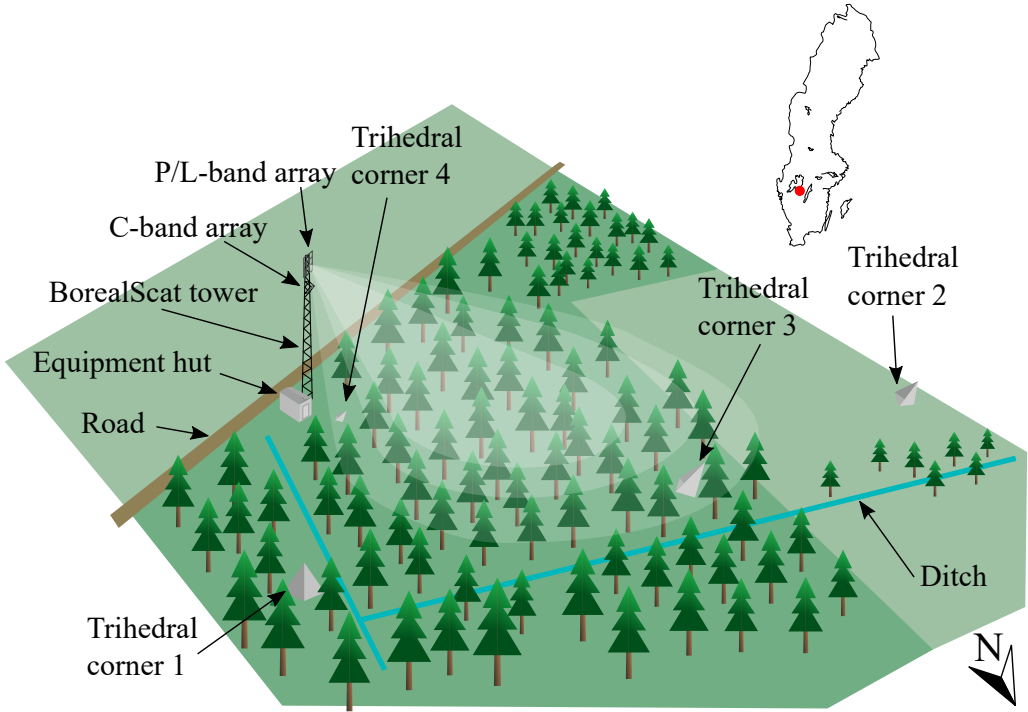 Trihedral
corner 4
P/L-band array
C-band array
BorealScat tower
Equipment hut
Road
Trihedral
corner 3
Trihedral
corner 2
Ditch
Trihedral
corner 1
N